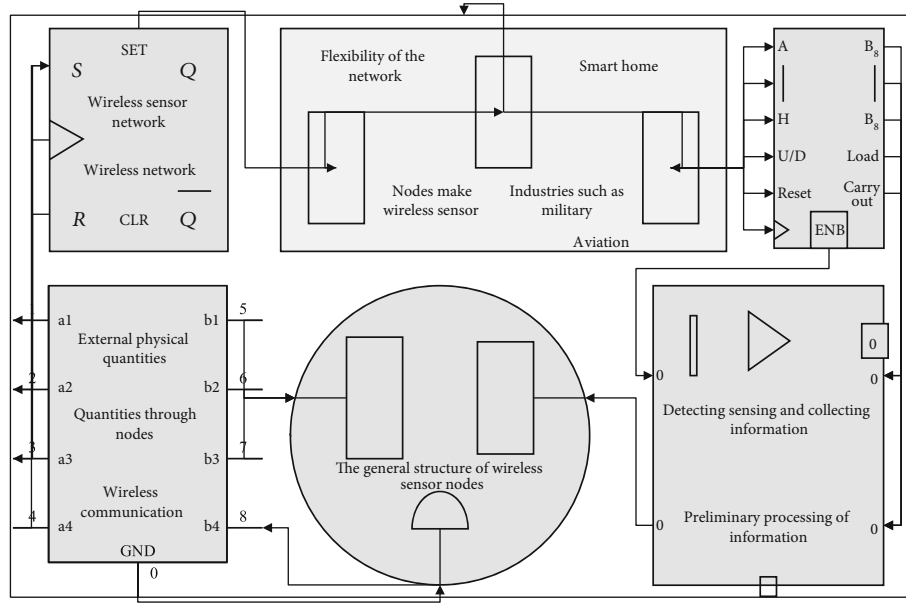 SET
S Q
Wireless sensor
network
Wireless network
R CLR Q
Flexibility of the
network
Smart home
Nodes make
wireless sensor
Industries such as
military
Aviation
A B8
H B8
U/D Load
Reset Carry
out
ENB
1 a1 b1 5
External physical
quantities
2 a2 b2 6
Quantities through
nodes
3 a3 b3 7
Wireless
communication
4 a4 b4 8
GND
0
The general structure of wireless
sensor nodes
0
0 0
Detecting sensing and collecting
information
Preliminary processing of
information
0 0